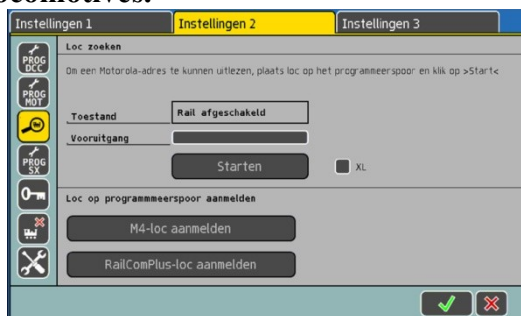 ocomotives.
Instellingen 1
Instellingen 2
Instellingen 3
PROG
DCC
PROG
MOT
PROG
SX
Loc zoeken
Om een Motorola-adres te kunnen uitlezen, plaats loc op het programmeerspoor en klik op >Start<
Toestand
Rail afgeschakeld
Vooruitgang
Starten
XL
Loc op programmmeerspoor aanmelden
M4-loc aanmelden
RailComPlus-loc aanmelden